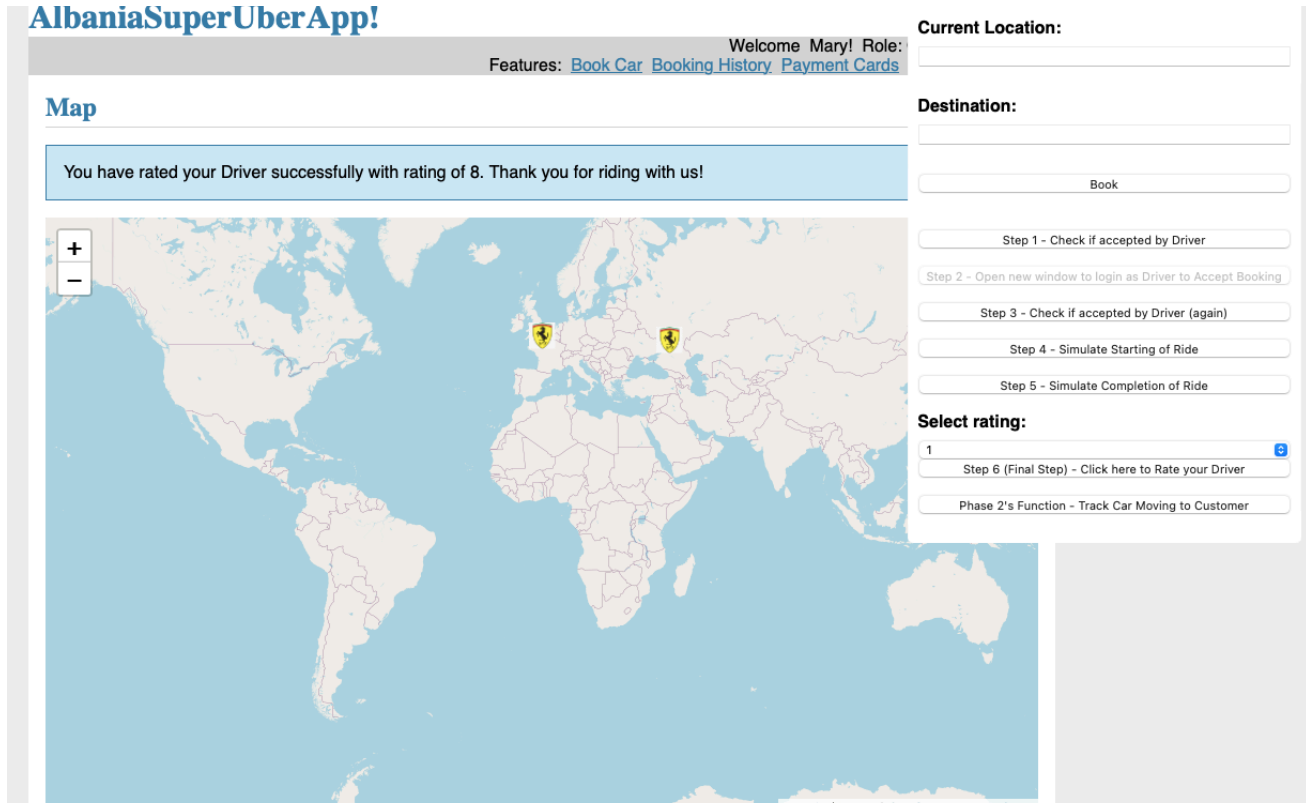 AlbaniaSuperUberApp!
Welcome Mary! Role:
Features: Book Car Booking History Payment Cards
Map
You have rated your Driver successfully with rating of 8. Thank you for riding with us!
+
−
Current Location:
Destination:
Book
Step 1 - Check if accepted by Driver
Step 2 - Open new window to login as Driver to Accept Booking
Step 3 - Check if accepted by Driver (again)
Step 4 - Simulate Starting of Ride
Step 5 - Simulate Completion of Ride
Select rating:
1
Step 6 (Final Step) - Click here to Rate your Driver
Phase 2's Function - Track Car Moving to Customer